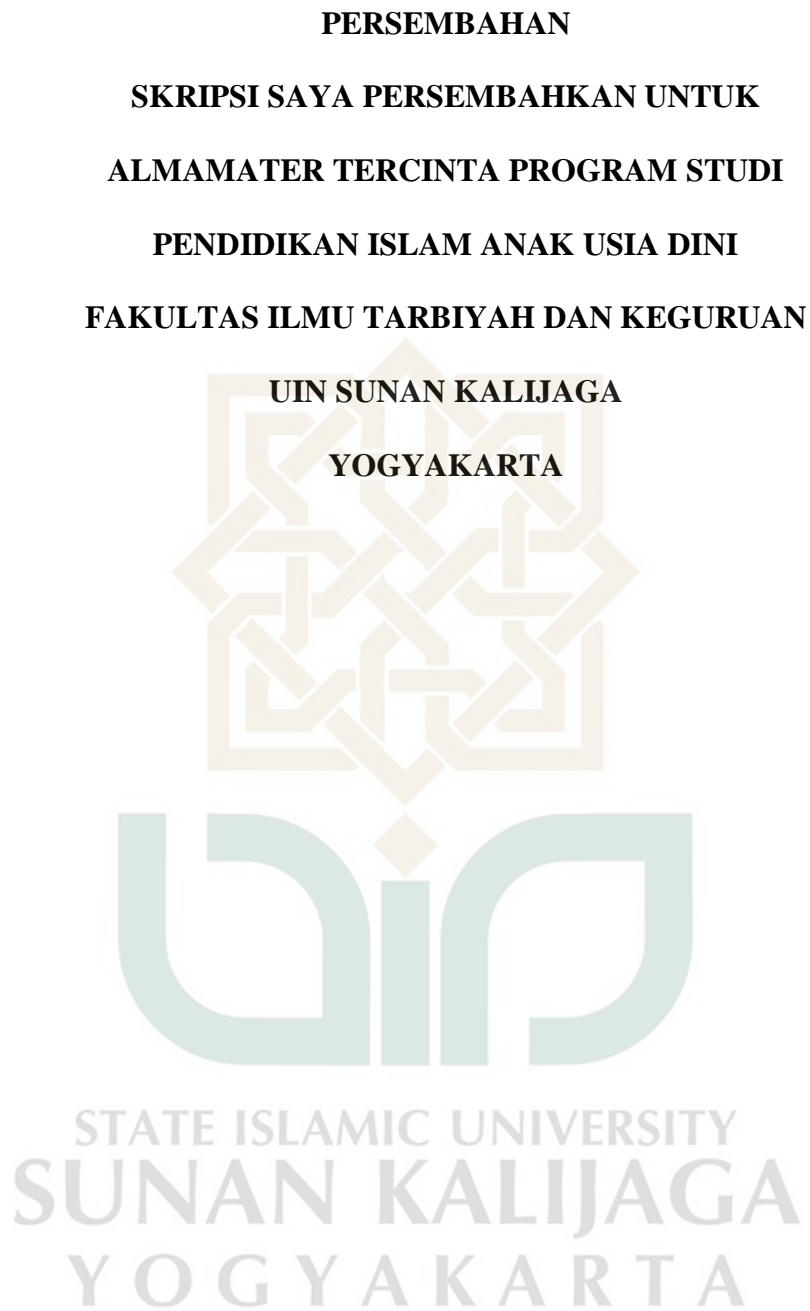 PERSEMBAHAN
SKRIPSI SAYA PERSEMBAHKAN UNTUK
ALMAMATER TERCINTA PROGRAM STUDI
PENDIDIKAN ISLAM ANAK USIA DINI
FAKULTAS ILMU TARBIYAH DAN KEGURUAN
UIN SUNAN KALIJAGA
YOGYAKARTA
uin
STATE ISLAMIC UNIVERSITY
SUNAN KALIJAGA
YOGYAKARTA